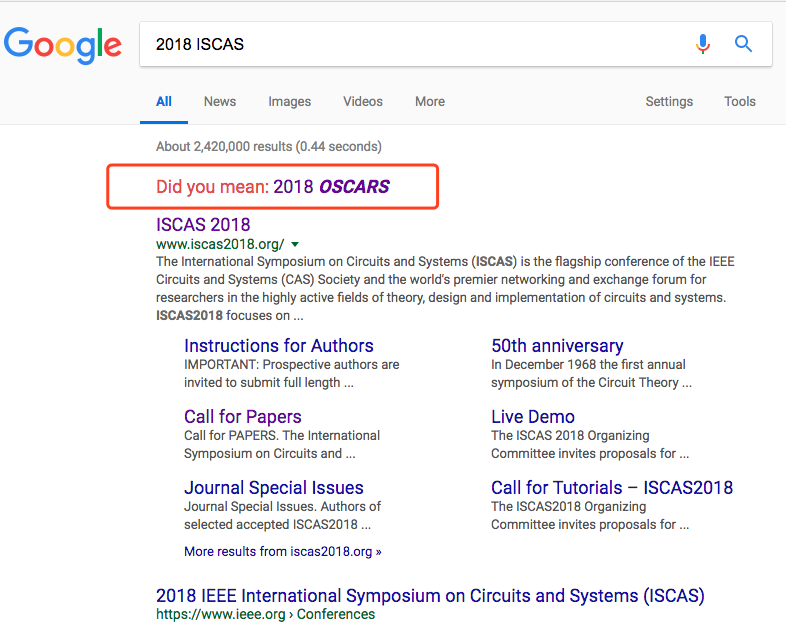 Google
2018 ISCAS
All News Images Videos More Settings Tools
About 2,420,000 results (0.44 seconds)
Did you mean: 2018 OSCARS
ISCAS 2018
www.iscas2018.org/
The International Symposium on Circuits and Systems (ISCAS) is the flagship conference of the IEEE
Circuits and Systems (CAS) Society and the world's premier networking and exchange forum for
researchers in the highly active fields of theory, design and implementation of circuits and systems.
ISCAS2018 focuses on ...
Instructions for Authors
IMPORTANT: Prospective authors are
invited to submit full length ...
50th anniversary
In December 1968 the first annual
symposium of the Circuit Theory ...
Call for Papers
Call for PAPERS. The International
Symposium on Circuits and ...
Live Demo
The ISCAS 2018 Organizing
Committee invites proposals for ...
Journal Special Issues
Journal Special Issues. Authors of
selected accepted ISCAS2018 ...
Call for Tutorials – ISCAS2018
The ISCAS2018 Organizing
Committee invites proposals for ...
More results from iscas2018.org »
2018 IEEE International Symposium on Circuits and Systems (ISCAS)
https://www.ieee.org › Conferences